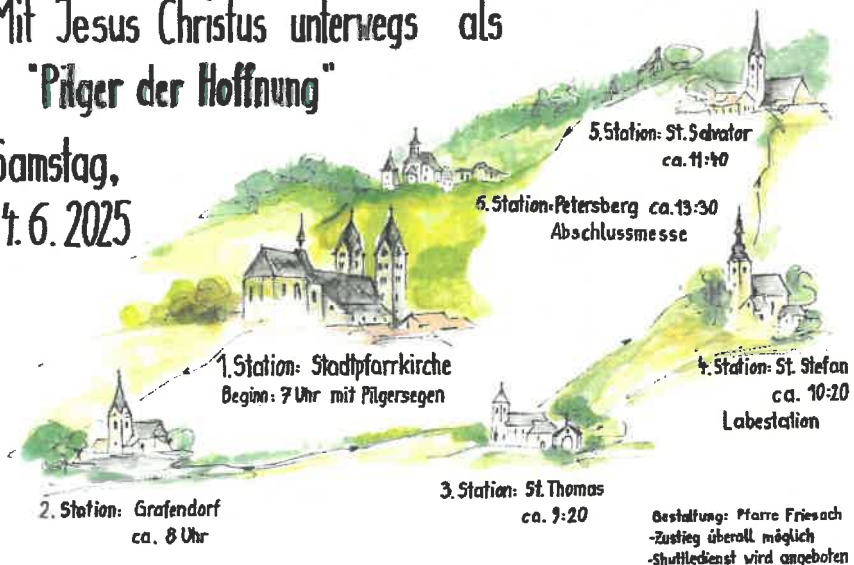 Mit Jesus Christus unterwegs als
"Pilger der Hoffnung"
Samstag,
4.6.2025
5.Station: St.Salvator
ca.11:40
6.Station:Petersberg ca.13:30
Abschlussmesse
1.Station: Stadtpfarrkirche
Beginn: 7 Uhr mit Pilgersegen
4.Station: St. Stefan
ca. 10:20
Labestation
2. Station: Grafendorf
ca. 8 Uhr
3. Station: St. Thomas
ca. 9:20
Gestaltung: Pfarre Friesach
-Zustieg überall möglich
-Shuttledienst wird angeboten